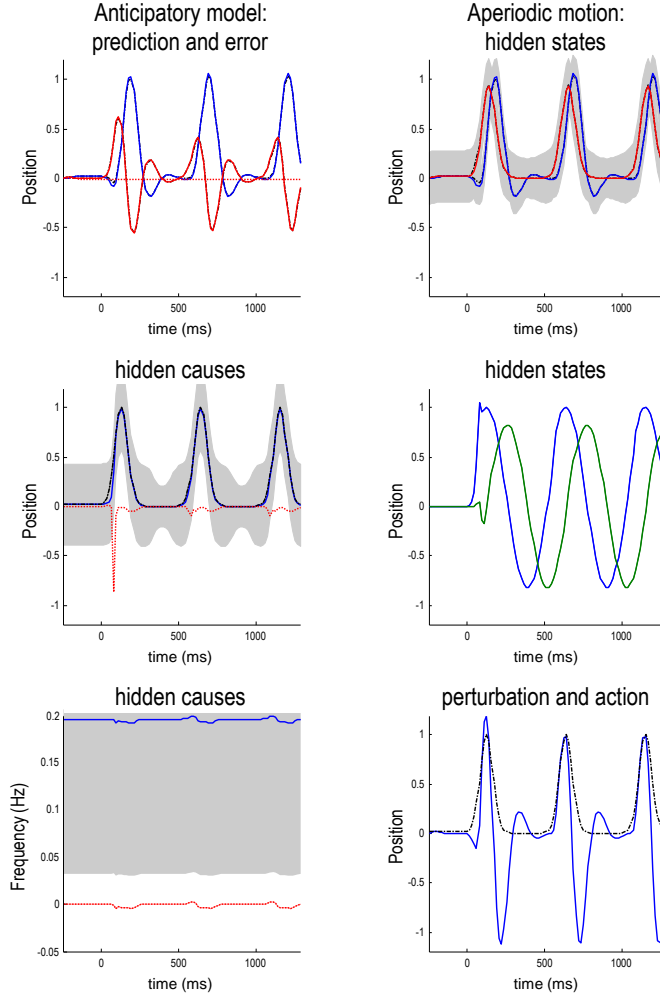 Anticipatory model:
prediction and error
1
0.5
0
-0.5
-1
Position
0 500 1000
time (ms)
Aperiodic motion:
hidden states
1
0.5
0
-0.5
-1
Position
0 500 1000
time (ms)
hidden causes
1
0.5
0
-0.5
-1
Position
0 500 1000
time (ms)
hidden states
1
0.5
0
-0.5
-1
Position
0 500 1000
time (ms)
hidden causes
0.2
0.15
0.1
0.05
0
-0.05
Frequency (Hz)
0 500 1000
time (ms)
perturbation and action
1
0.5
0
-0.5
-1
Position
0 500 1000
time (ms)